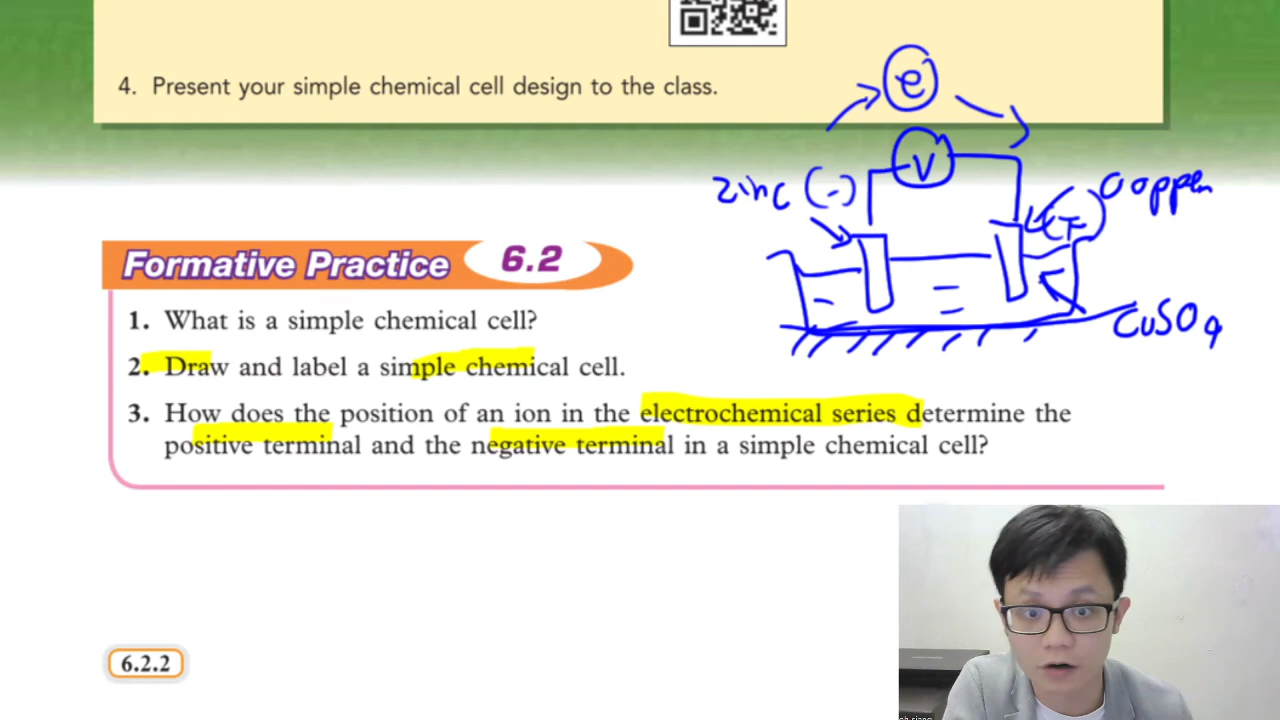 4. Present your simple chemical cell design to the class.
e
V
Zinc (-)
(+) Copper
CuSO4
Formative Practice 6.2
1. What is a simple chemical cell?
2. Draw and label a simple chemical cell.
3. How does the position of an ion in the electrochemical series determine the
positive terminal and the negative terminal in a simple chemical cell?
6.2.2